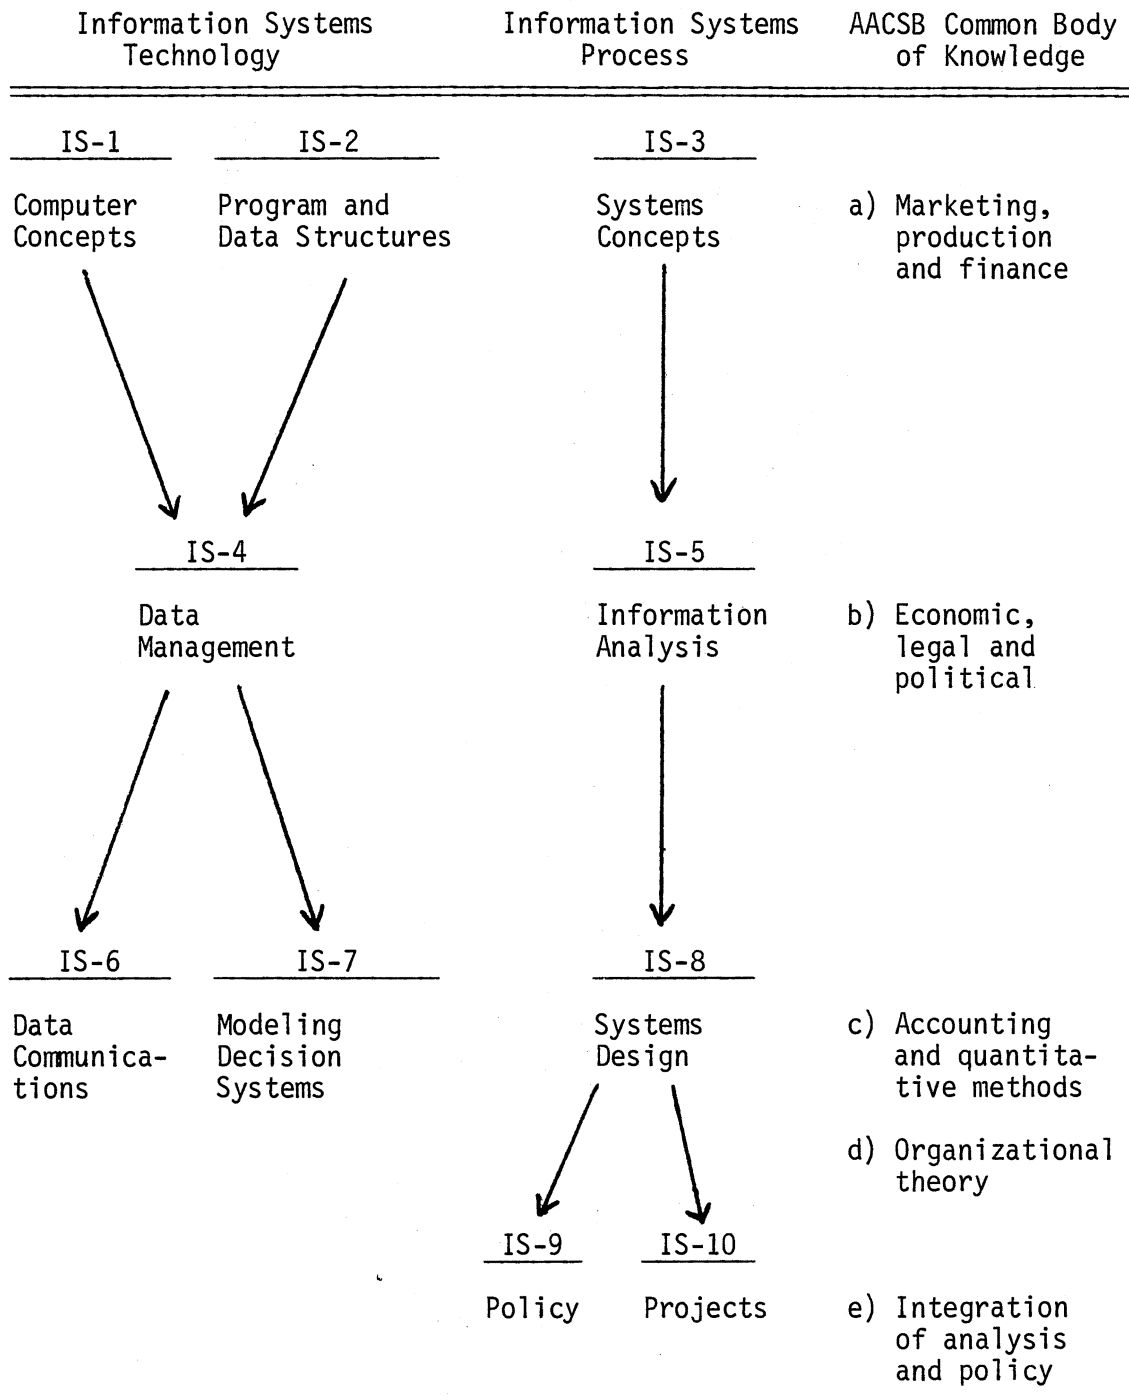 Information Systems
Technology
Information Systems
Process
AACSB Common Body
of Knowledge
IS-1
IS-2
IS-3
Computer
Concepts
Program and
Data Structures
Systems
Concepts
a) Marketing,
production
and finance
IS-4
IS-5
Data
Management
Information
Analysis
b) Economic,
legal and
political
IS-6
IS-7
IS-8
Data
Communica-
tions
Modeling
Decision
Systems
Systems
Design
c) Accounting
and quantita-
tive methods
d) Organizational
theory
IS-9
IS-10
Policy
Projects
e) Integration
of analysis
and policy